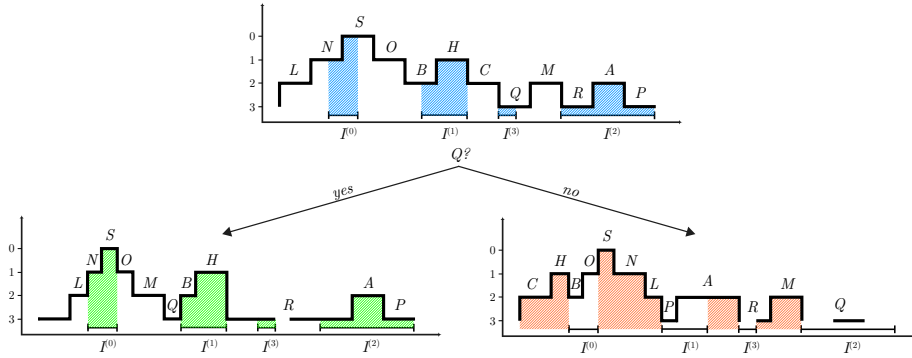 S
0
N O H
1
L B C M A
2
Q R P
3
I(0) I(1) I(3) I(2)
Q?
yes no
S
0
N O H
1
L M B A
2
Q R P
3
I(0) I(1) I(3) I(2)
S
0
H O N
1
C B L A M
2
P R Q
3
I(0) I(1) I(3) I(2)